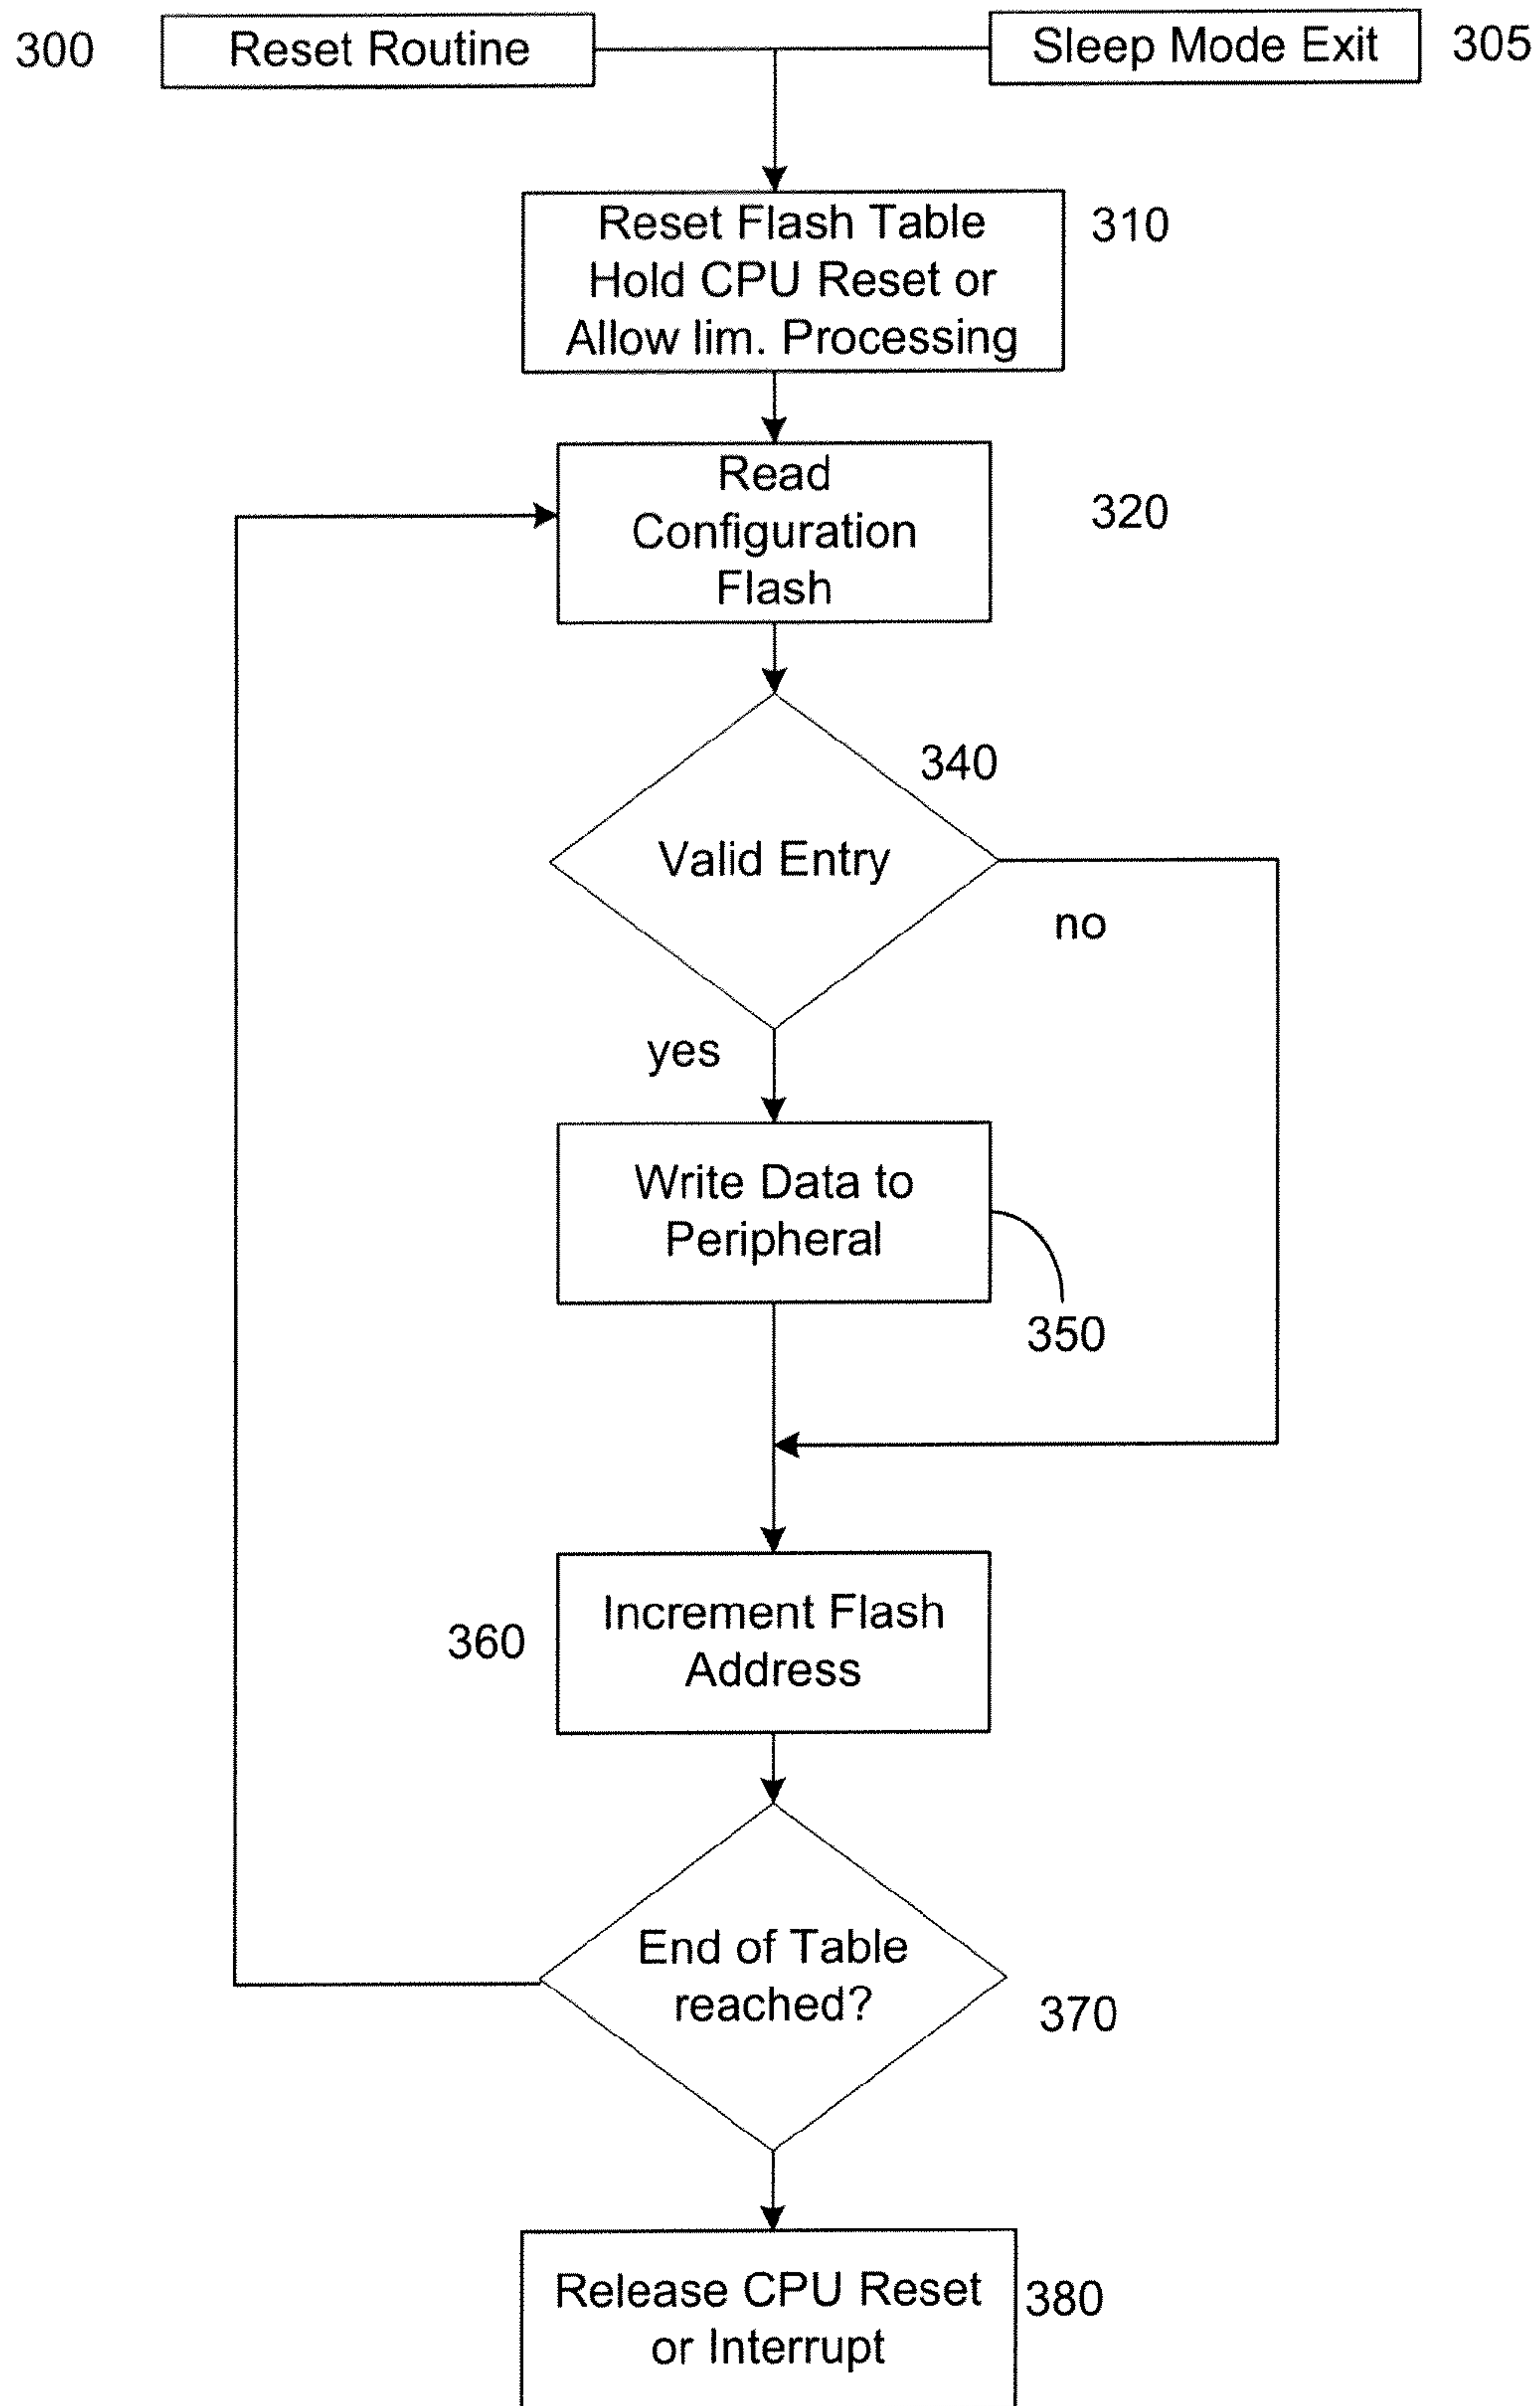 300
Reset Routine
Sleep Mode Exit
305
Reset Flash Table
Hold CPU Reset or
Allow lim. Processing
310
Read
Configuration
Flash
320
340
Valid Entry
no
yes
Write Data to
Peripheral
350
Increment Flash
Address
360
End of Table
reached?
370
Release CPU Reset
or Interrupt
380